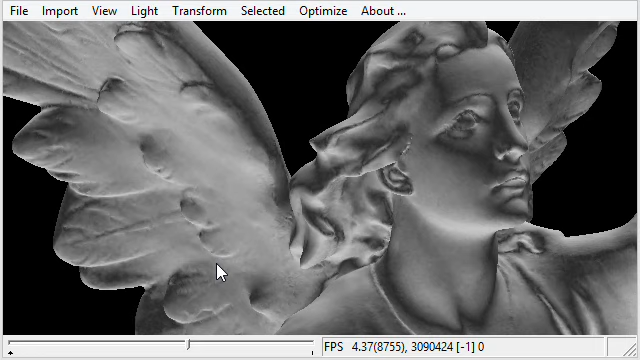 File Import View Light Transform Selected Optimize About ...
FPS 4.37(8755), 3090424 [-1] 0